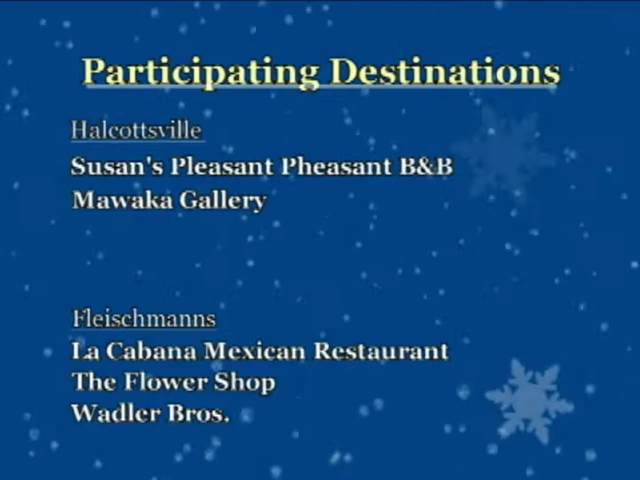 Participating Destinations
Halcottsville
Susan's Pleasant Pheasant B&B
Mawaka Gallery
Fleischmanns
La Cabana Mexican Restaurant
The Flower Shop
Wadler Bros.